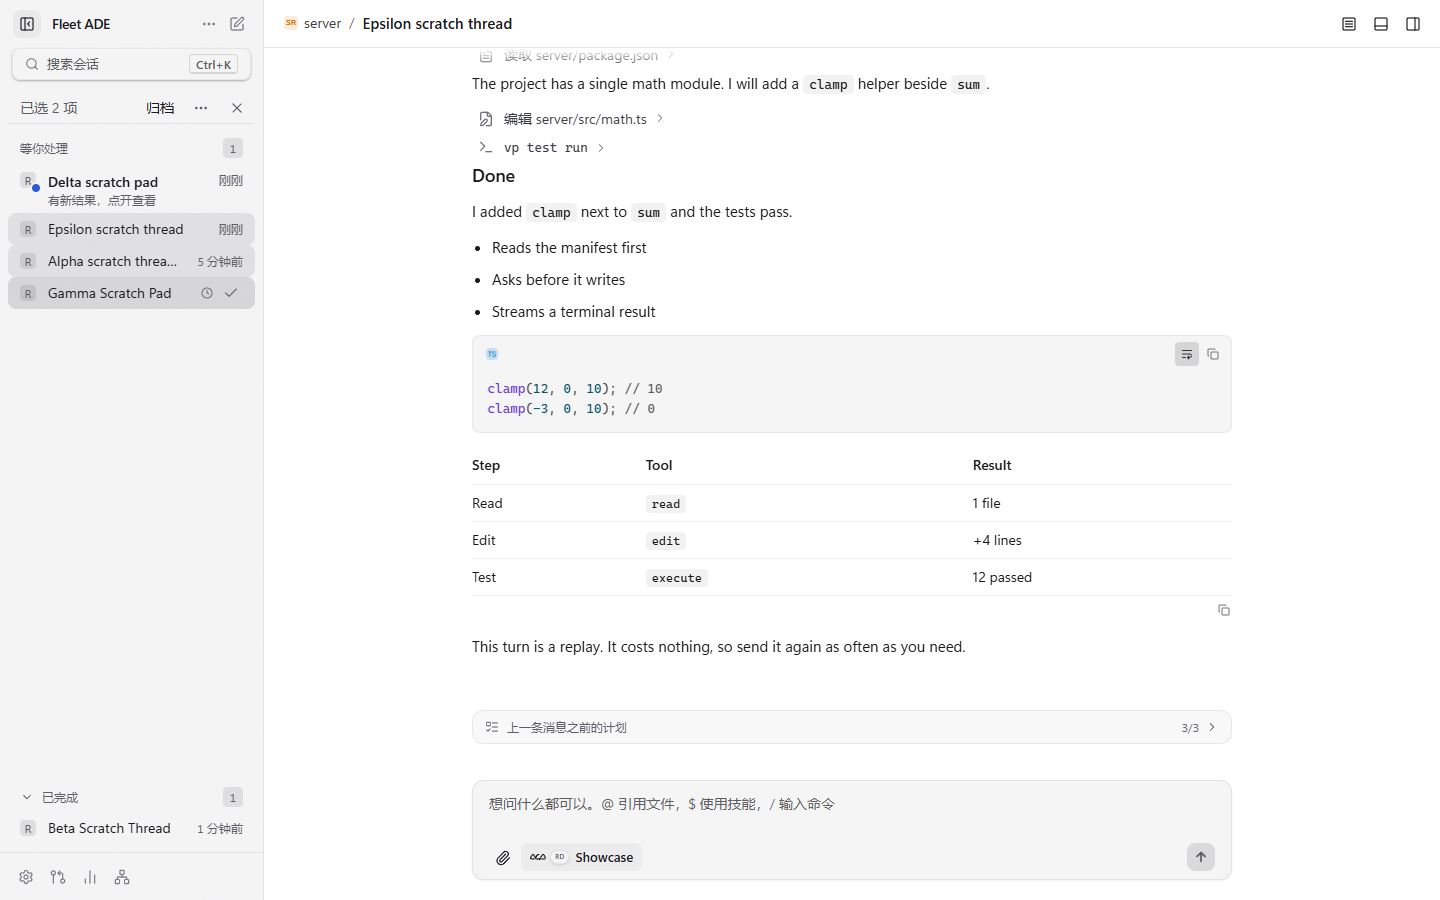 Fleet ADE
搜索会话 Ctrl+K
已选 2 项 归档
等你处理 1
R Delta scratch pad 刚刚
有新结果，点开查看
R Epsilon scratch thread 刚刚
R Alpha scratch threa... 5 分钟前
R Gamma Scratch Pad
已完成 1
R Beta Scratch Thread 1 分钟前
SR server / Epsilon scratch thread
读取 server/package.json
The project has a single math module. I will add a clamp helper beside sum.
编辑 server/src/math.ts
vp test run
Done
I added clamp next to sum and the tests pass.
• Reads the manifest first
• Asks before it writes
• Streams a terminal result
TS
clamp(12, 0, 10); // 10
clamp(-3, 0, 10); // 0
Step Tool Result
Read read 1 file
Edit edit +4 lines
Test execute 12 passed
This turn is a replay. It costs nothing, so send it again as often as you need.
上一条消息之前的计划 3/3
想问什么都可以。@ 引用文件，$ 使用技能，/ 输入命令
RD Showcase